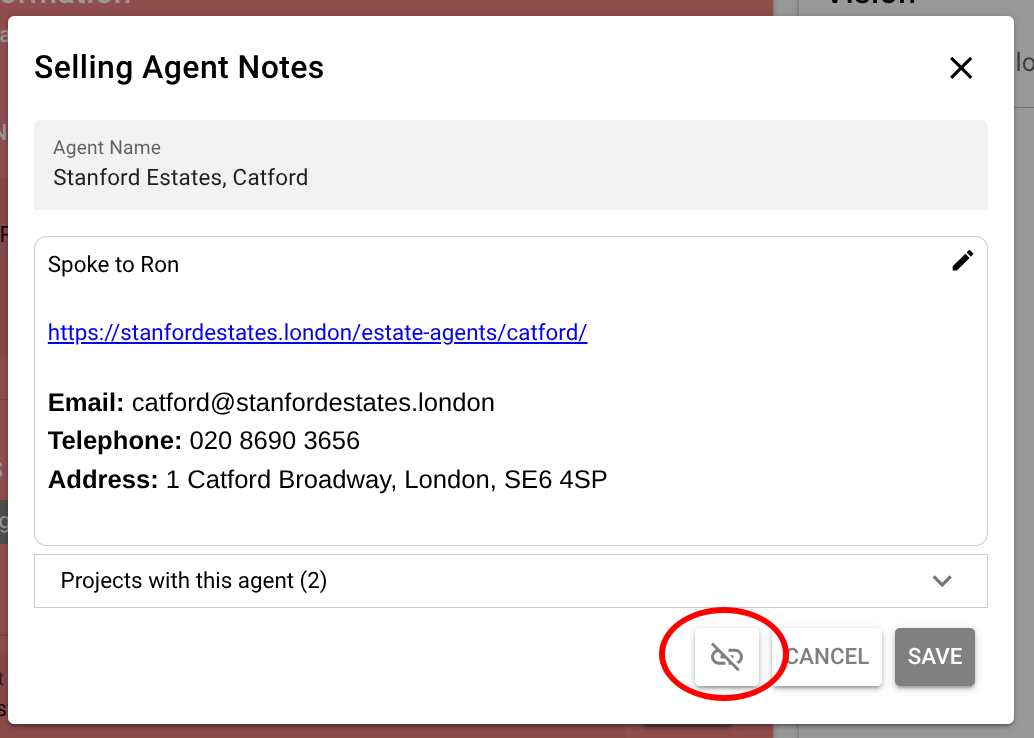 Selling Agent Notes
Agent Name
Stanford Estates, Catford
Spoke to Ron
https://stanfordestates.london/estate-agents/catford/
Email: catford@stanfordestates.london
Telephone: 020 8690 3656
Address: 1 Catford Broadway, London, SE6 4SP
Projects with this agent (2)
CANCEL
SAVE